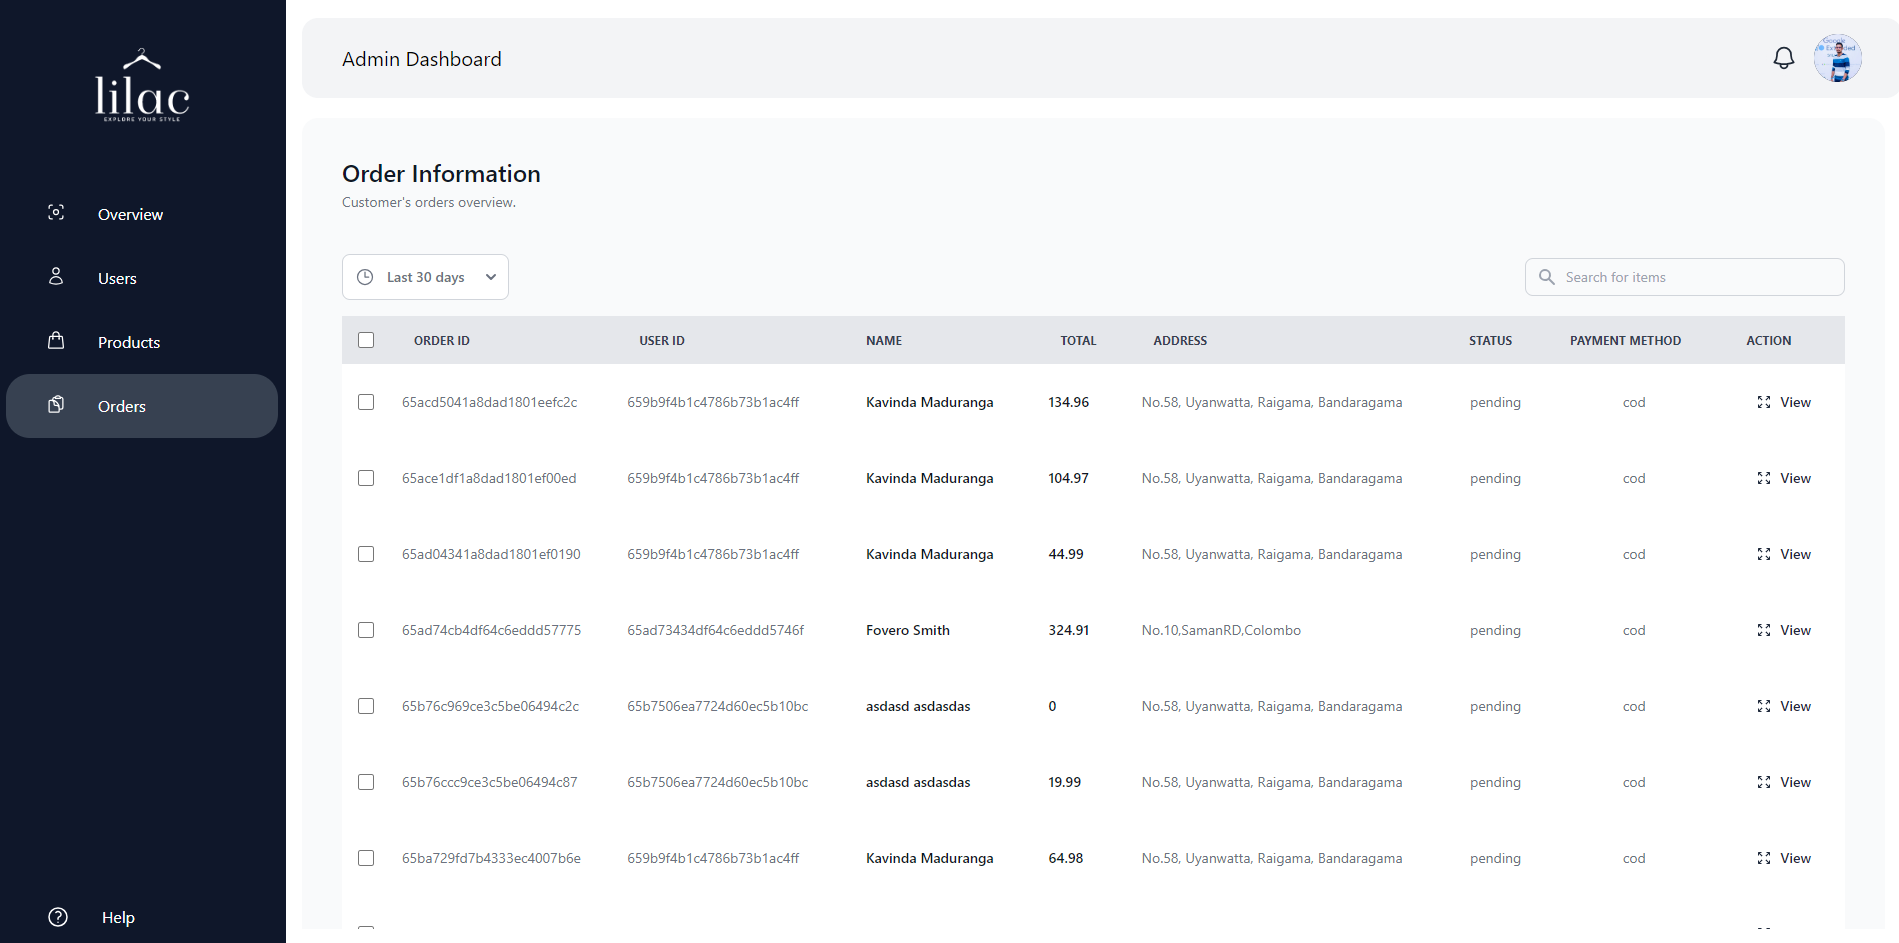 lilac
EXPLORE YOUR STYLE
Overview
Users
Products
Orders
Help
Admin Dashboard
Order Information
Customer's orders overview.
Last 30 days
Search for items
ORDER ID USER ID NAME TOTAL ADDRESS STATUS PAYMENT METHOD ACTION
65acd5041a8dad1801eefc2c 659b9f4b1c4786b73b1ac4ff Kavinda Maduranga 134.96 No.58, Uyanwatta, Raigama, Bandaragama pending cod View
65ace1df1a8dad1801ef00ed 659b9f4b1c4786b73b1ac4ff Kavinda Maduranga 104.97 No.58, Uyanwatta, Raigama, Bandaragama pending cod View
65ad04341a8dad1801ef0190 659b9f4b1c4786b73b1ac4ff Kavinda Maduranga 44.99 No.58, Uyanwatta, Raigama, Bandaragama pending cod View
65ad74cb4df64c6eddd57775 65ad73434df64c6eddd5746f Fovero Smith 324.91 No.10,SamanRD,Colombo pending cod View
65b76c969ce3c5be06494c2c 65b7506ea7724d60ec5b10bc asdasd asdasdas 0 No.58, Uyanwatta, Raigama, Bandaragama pending cod View
65b76ccc9ce3c5be06494c87 65b7506ea7724d60ec5b10bc asdasd asdasdas 19.99 No.58, Uyanwatta, Raigama, Bandaragama pending cod View
65ba729fd7b4333ec4007b6e 659b9f4b1c4786b73b1ac4ff Kavinda Maduranga 64.98 No.58, Uyanwatta, Raigama, Bandaragama pending cod View